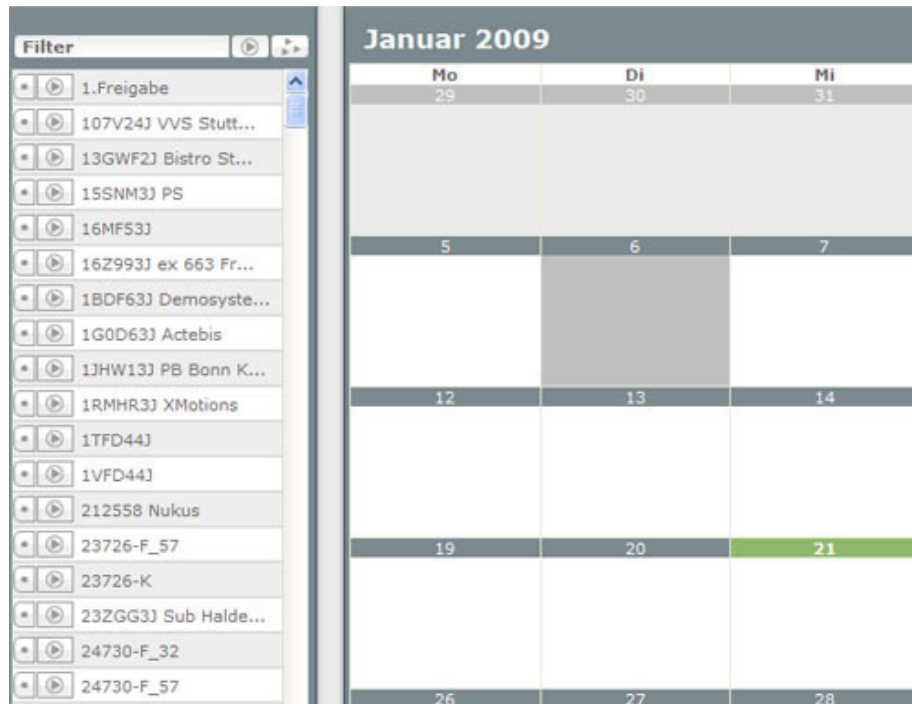 Filter
1.Freigabe
107V24J VVS Stutt...
13GWF2J Bistro St...
15SNM3J PS
16MF53J
16Z993J ex 663 Fr...
1BDF63J Demosyste...
1G0D63J Actebis
1JHW13J PB Bonn K...
1RMHR3J XMotions
1TFD44J
1VFD44J
212558 Nukus
23726-F_57
23726-K
23ZGG3J Sub Halde...
24730-F_32
24730-F_57
Januar 2009
Mo Di Mi
29 30 31
5 6 7
12 13 14
19 20 21
26 27 28